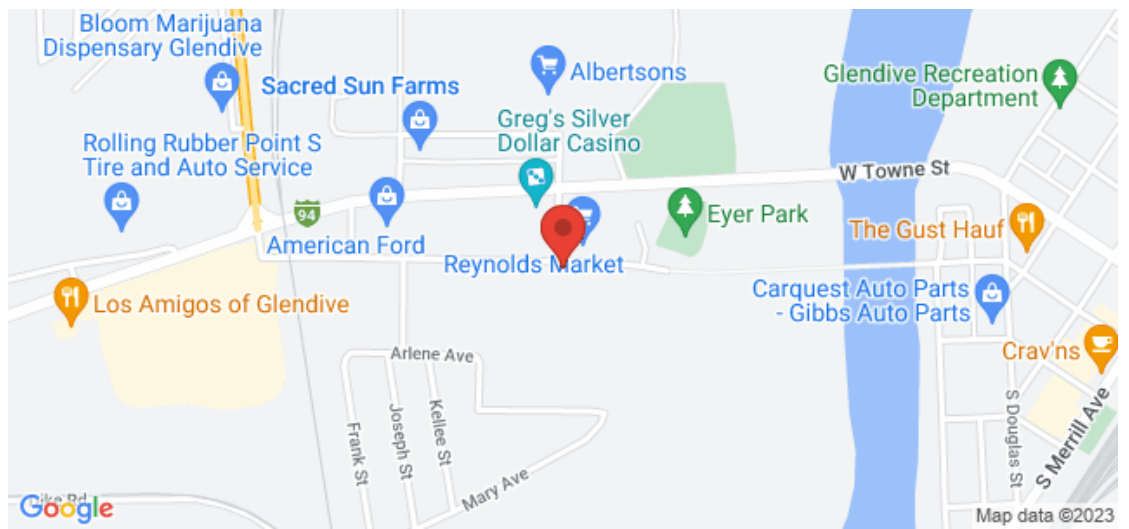 Bloom Marijuana
Dispensary Glendive
Albertsons
Glendive Recreation
Department
Sacred Sun Farms
Greg's Silver
Dollar Casino
Rolling Rubber Point S
Tire and Auto Service
W Towne St
94
American Ford
Eyer Park
The Gust Hauf
Reynolds Market
Los Amigos of Glendive
Carquest Auto Parts
- Gibbs Auto Parts
Arlene Ave
Crav'ns
Frank St
Joseph St
Kellee St
Mary Ave
S Douglas St
S Merrill Ave
Rd
Google
Map data ©2023